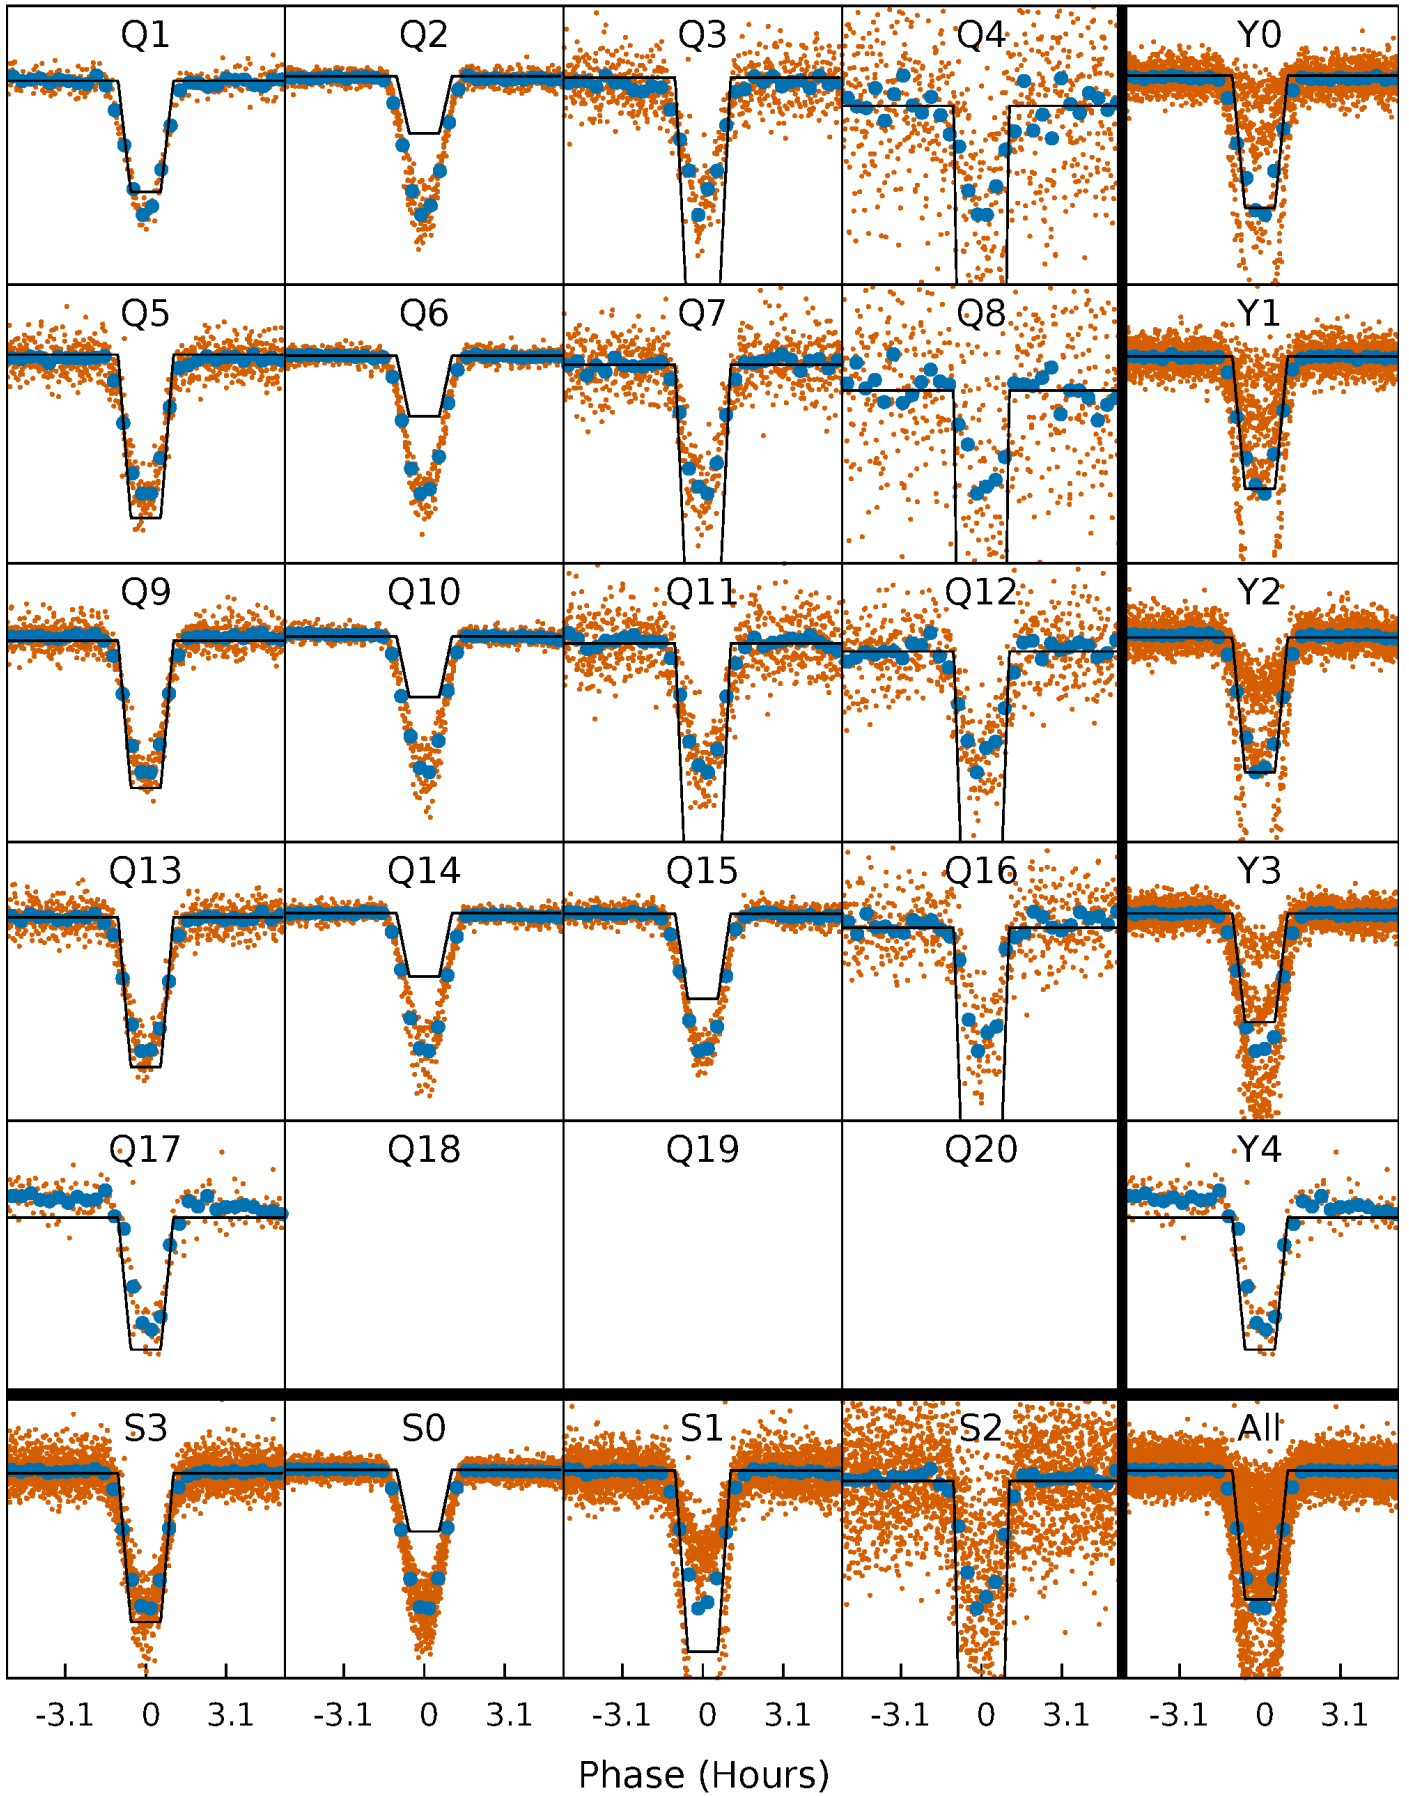 Q1 Q2 Q3 Q4 Y0
Q5 Q6 Q7 Q8 Y1
Q9 Q10 Q11 Q12 Y2
Q13 Q14 Q15 Q16 Y3
Q17 Q18 Q19 Q20 Y4
S3 S0 S1 S2 All
-3.1 0 3.1 -3.1 0 3.1 -3.1 0 3.1 -3.1 0 3.1 -3.1 0 3.1
Phase (Hours)